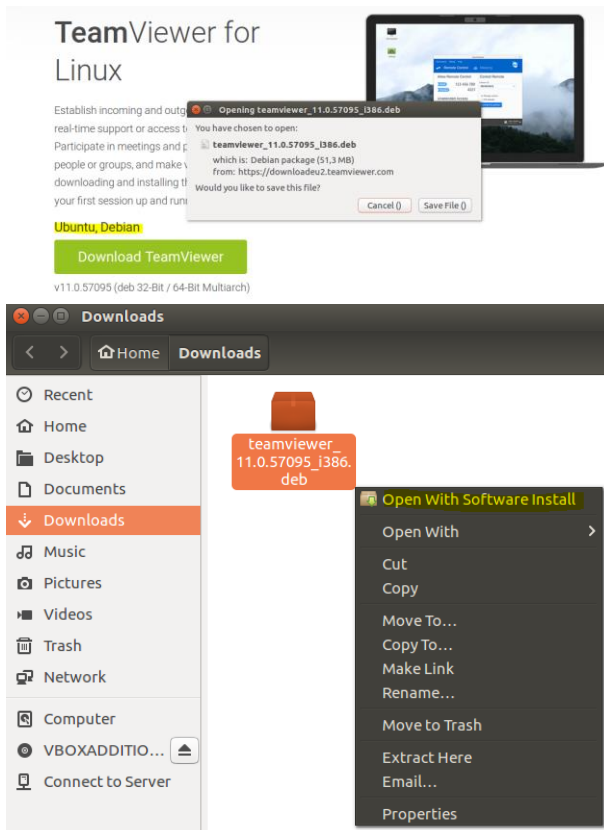 TeamViewer for
Linux
Establish incoming and outg
real-time support or access t
Participate in meetings and p
people or groups, and make v
downloading and installing th
your first session up and run
Opening teamviewer_11.0.57095_i386.deb
You have chosen to open:
teamviewer_11.0.57095_i386.deb
which is: Debian package (51,3 MB)
from: https://downloadeu2.teamviewer.com
Would you like to save this file?
Cancel ()
Save File ()
Ubuntu, Debian
Download TeamViewer
v11.0.57095 (deb 32-Bit / 64-Bit Multiarch)
Downloads
Home
Downloads
Recent
Home
Desktop
Documents
Downloads
Music
Pictures
Videos
Trash
Network
Computer
VBOXADDITIO...
Connect to Server
teamviewer_
11.0.57095_i386.
deb
Open With Software Install
Open With
Cut
Copy
Move To...
Copy To...
Make Link
Rename...
Move to Trash
Extract Here
Email...
Properties